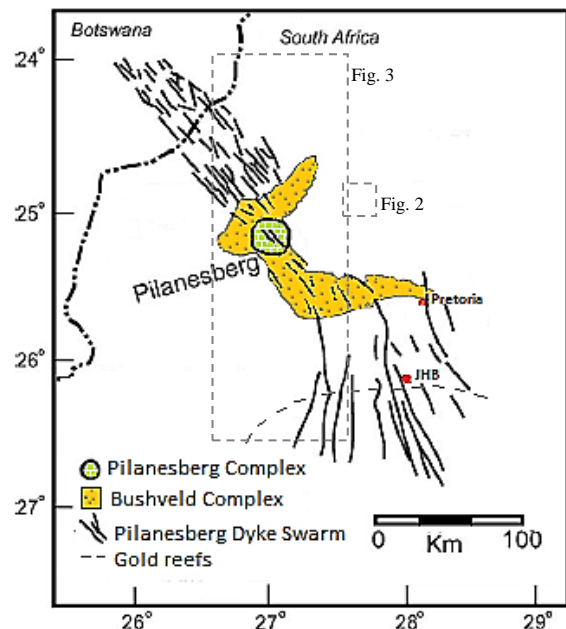 Botswana
South Africa
24°
Fig. 3
Fig. 2
25°
Pilanesberg
Pretoria
26°
JHB
Pilanesberg Complex
Bushveld Complex
27°
Pilanesberg Dyke Swarm
0 100
Km
Gold reefs
26° 27° 28° 29°